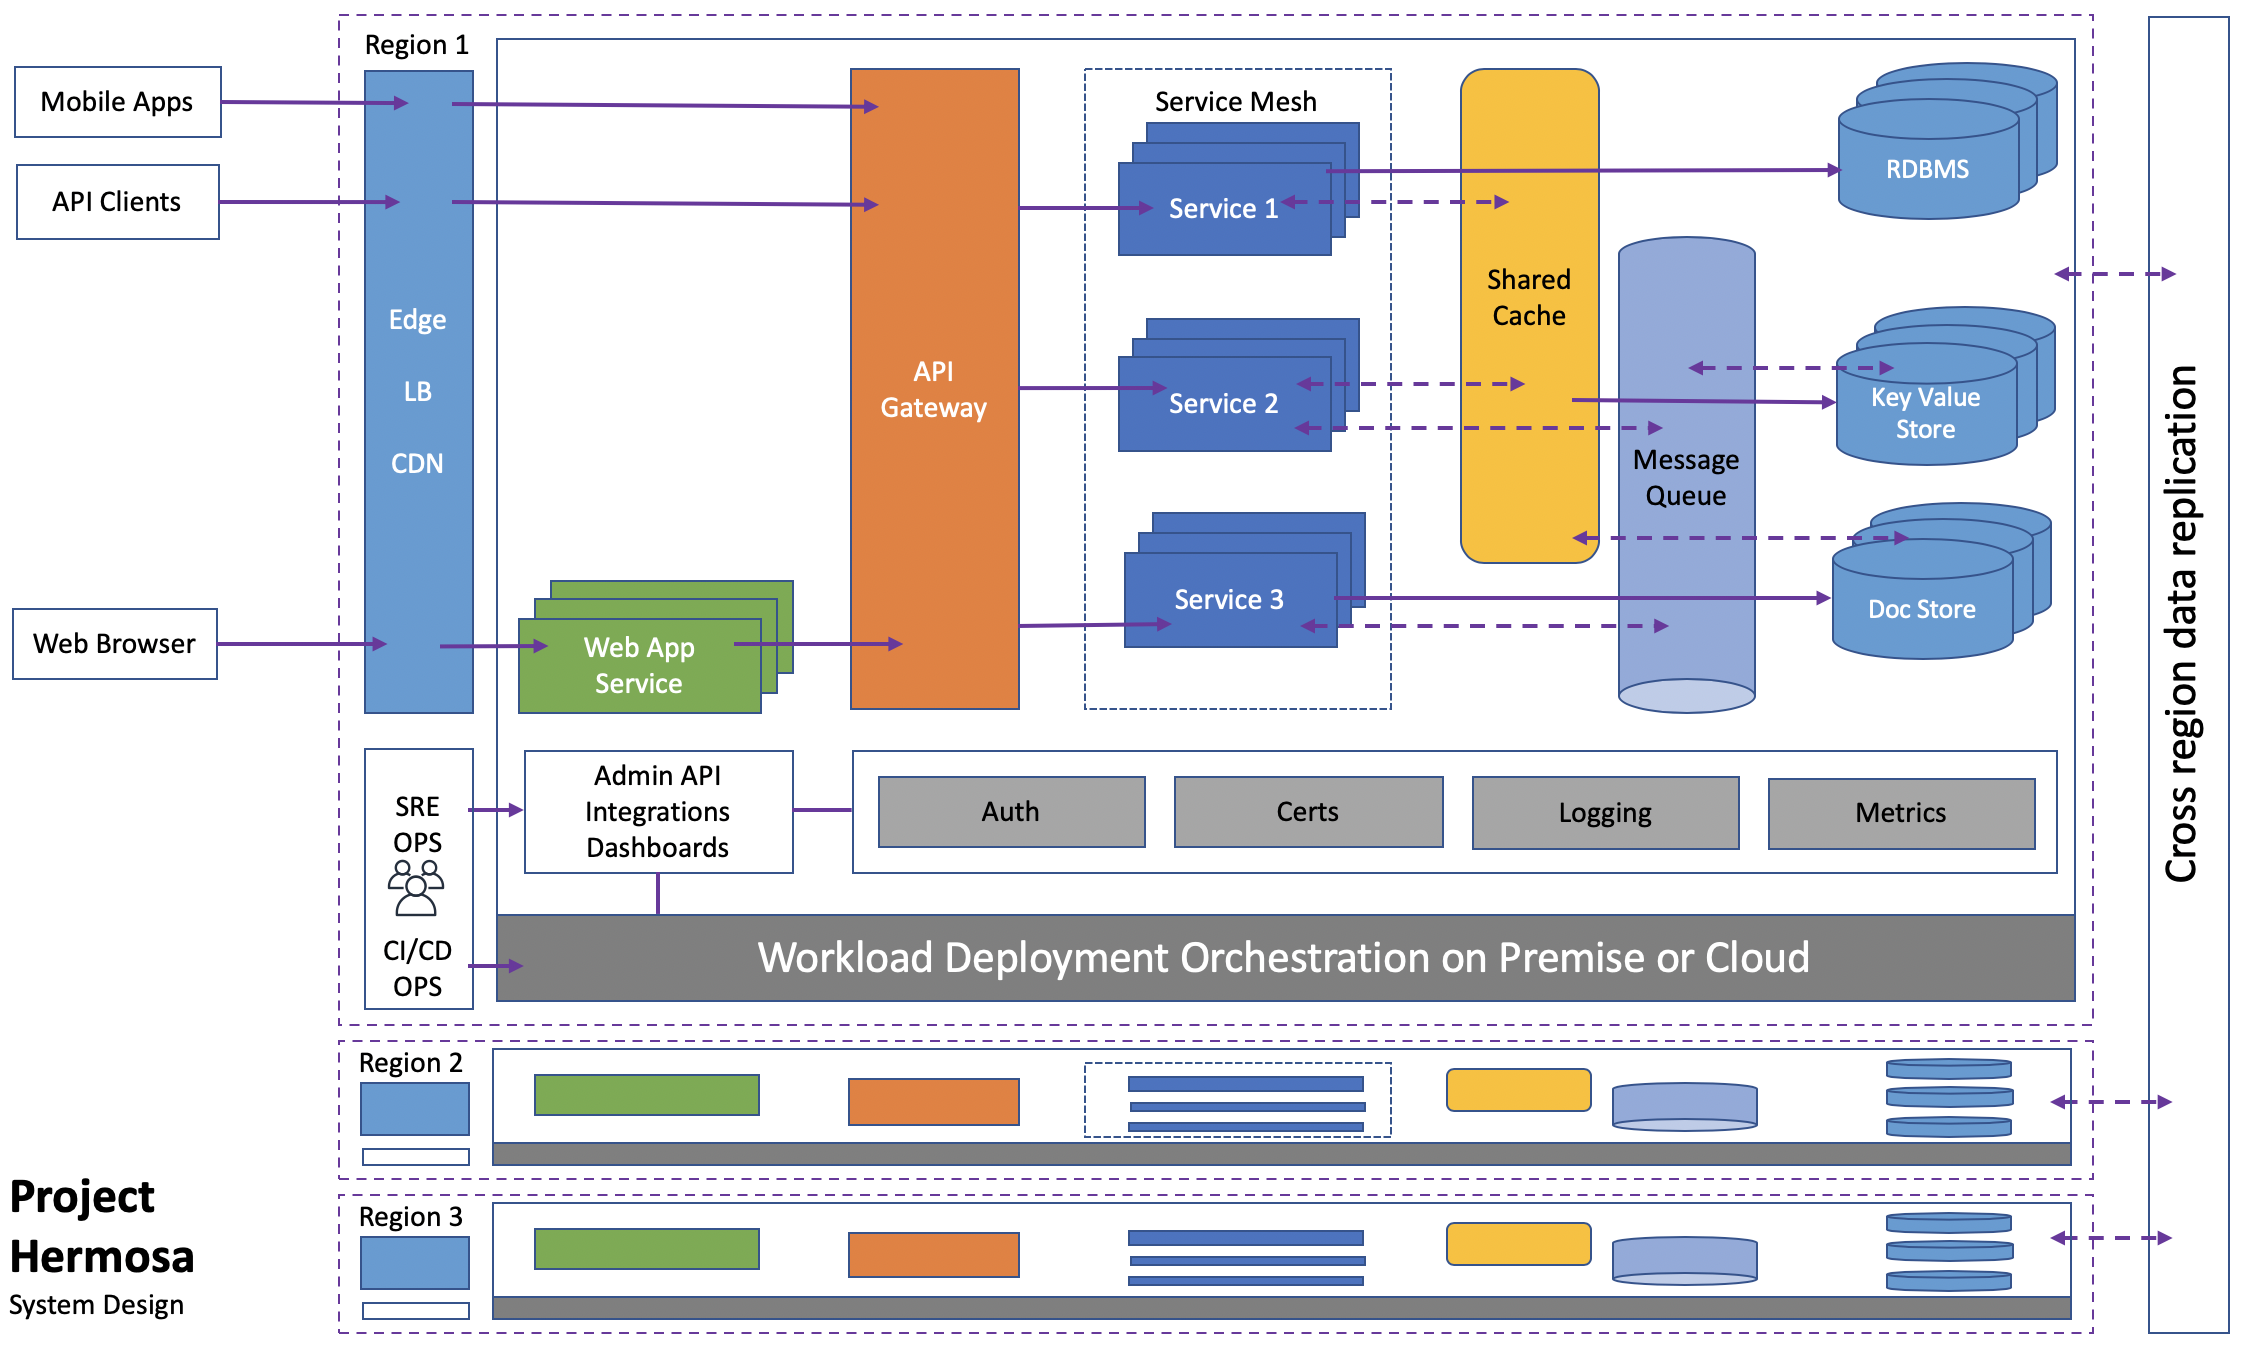 Region 1
Mobile Apps
API Clients
Web Browser
Edge
LB
CDN
Web App
Service
API
Gateway
Service Mesh
Service 1
Service 2
Service 3
Shared
Cache
Message
Queue
RDBMS
Key Value
Store
Doc Store
Cross region data replication
SRE
OPS
CI/CD
OPS
Admin API
Integrations
Dashboards
Auth
Certs
Logging
Metrics
Workload Deployment Orchestration on Premise or Cloud
Region 2
Region 3
Project
Hermosa
System Design